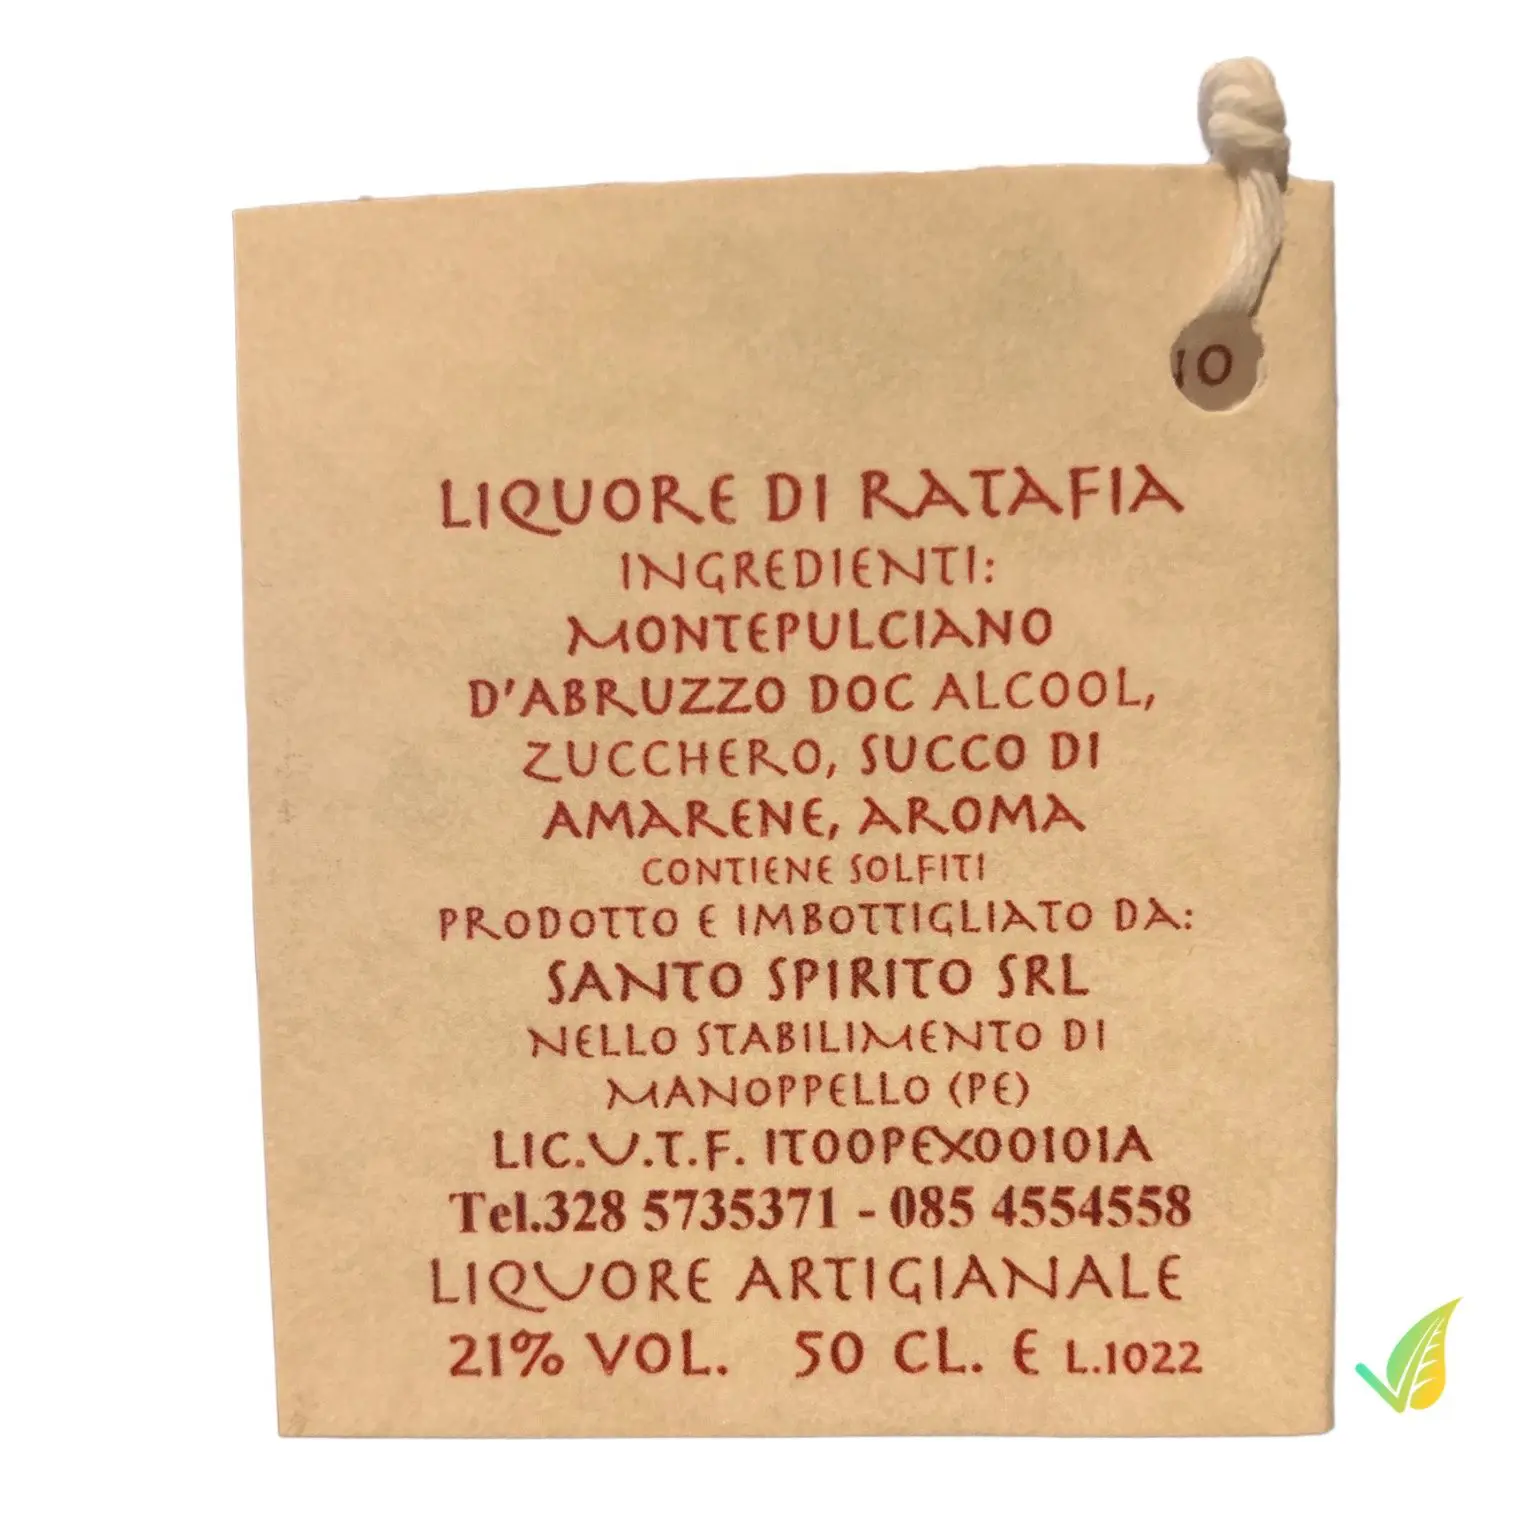 NO
LIQUORE DI RATAFIA
INGREDIENTI:
MONTEPULCIANO
D'ABRUZZO DOC ALCOOL,
ZUCCHERO, SUCCO DI
AMARENE, AROMA
CONTIENE SOLFITI
PRODOTTO E IMBOTTIGLIATO DA:
SANTO SPIRITO SRL
NELLO STABILIMENTO DI
MANOPPELLO (PE)
LIC.U.T.F. IT00PEX00101A
Tel.328 5735371 - 085 4554558
LIQUORE ARTIGIANALE
21% VOL. 50 CL. E L.1022